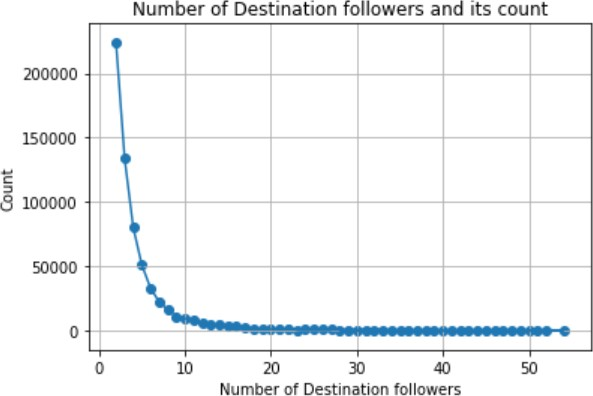 Number of Destination followers and its count
200000
150000
100000
50000
0
Count
0 10 20 30 40 50
Number of Destination followers